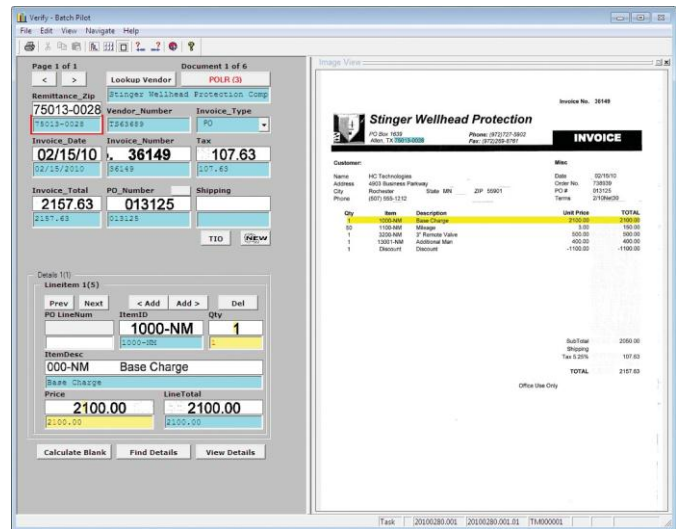 Verify - Batch Pilot
File Edit View Navigate Help
Page 1 of 1 Document 1 of 6
< > Lookup Vendor POLR (3)
Remittance_Zip Stinger Wellhead Protection Comp
75013-0028 Vendor_Number Invoice_Type
75013-0028 PO
Invoice_Date Invoice_Number Tax
02/15/10 . 36149 107.63
02/15/2010 36149 107.63
Invoice_Total PO_Number Shipping
2157.63 013125
2157.63 013125
TIO NEW
Details 1(1)
Lineitem 1(5)
Prev Next < Add Add > Del
PO LineNum ItemID Qty
1000-NM 1
1000-NM 1
ItemDesc
000-NM Base Charge
Base Charge
Price LineTotal
2100.00 2100.00
2100.00 2100.00
Calculate Blank Find Details View Details
Image View
Invoice No. 36149
Stinger Wellhead Protection
PO Box 1639 Phone: (972)727-5902
Allen, TX 75013-0028 Fax:
INVOICE
Customer: Misc
Name HC Technologies Date 02/15/10
Address 4903 Business Parkway Order No. 738939
City Rochester State MN ZIP 55901 PO # 013125
Phone (507) 555-1212 Terms
Qty Item Description Unit Price TOTAL
1 1000-NM Base Charge 2100.00 2100.00
50 1100-NM Mileage 3.00 150.00
1 3200-NM 3" Remote Valve 500.00 500.00
1 13001-NM Additional Man 400.00 400.00
1 Discount Discount -1100.00 -1100.00
SubTotal 2050.00
Shipping
Tax 5.25% 107.63
TOTAL 2157.63
Office Use Only
Task 20100280.001 20100280.001.01 TM000001